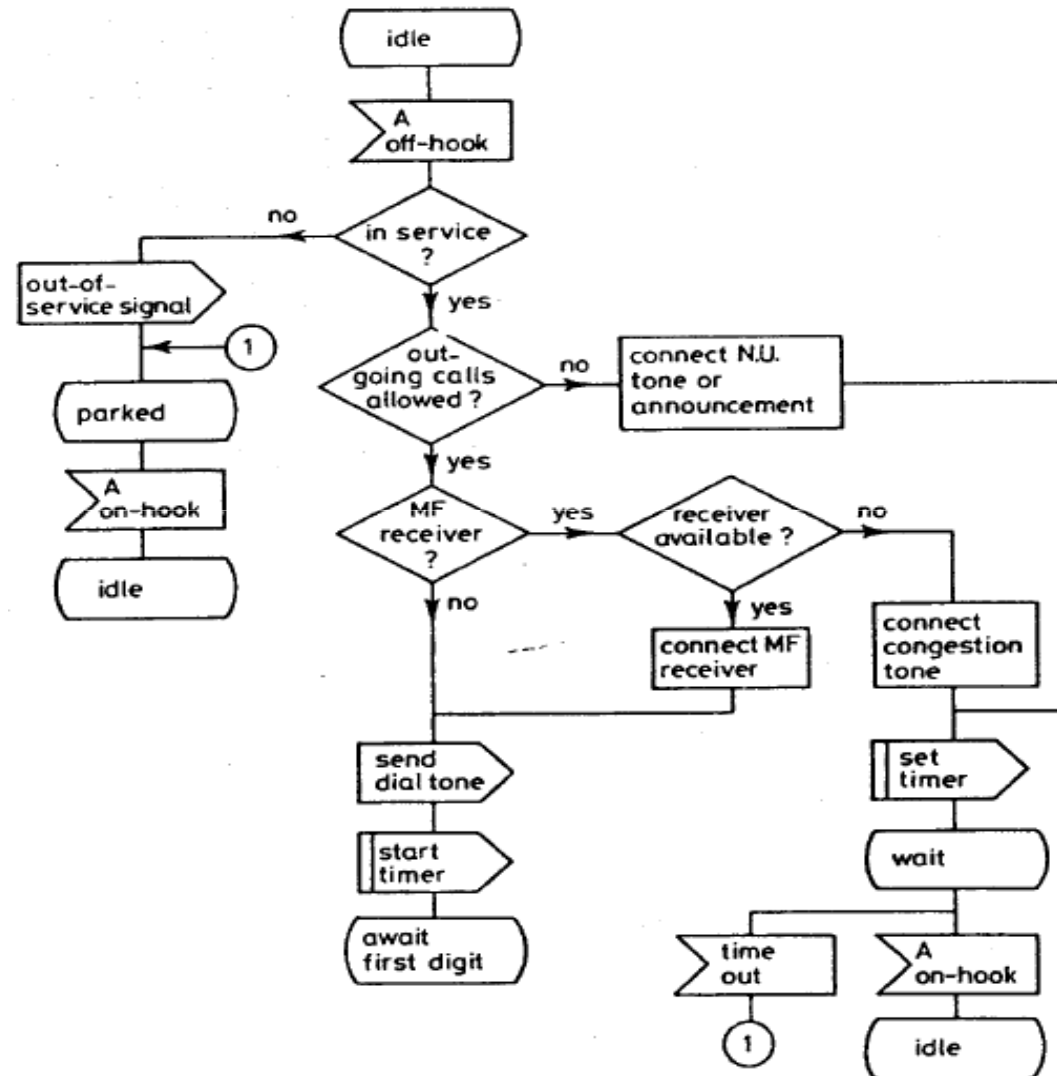 idle
A
off-hook
no
in service
?
out-of-
service signal
yes
1
out-
going calls
allowed ?
no
connect N.U.
tone or
announcement
parked
yes
A
on-hook
MF
receiver
?
yes
receiver
available ?
no
idle
no
yes
connect MF
receiver
connect
congestion
tone
send
dial tone
set
timer
start
timer
wait
await
first digit
time
out
A
on-hook
1
idle